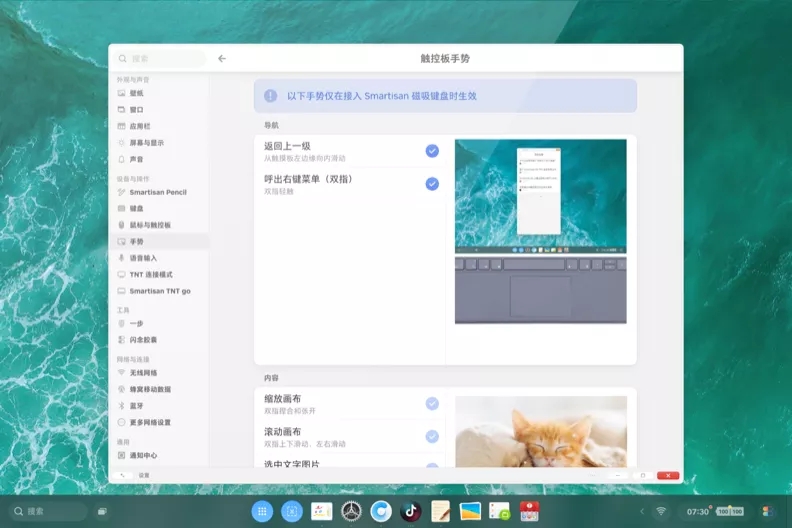 搜索
触控板手势
外观与声音
壁纸
窗口
应用栏
屏幕与显示
声音
设备与操作
Smartisan Pencil
键盘
鼠标与触控板
手势
语音输入
TNT 连接模式
Smartisan TNT go
工具
一步
闪念胶囊
网络与连接
无线网络
蜂窝移动数据
蓝牙
更多网络设置
通用
通知中心
以下手势仅在接入 Smartisan 磁吸键盘时生效
导航
返回上一级
从触摸板左边缘向内滑动
呼出右键菜单（双指）
双指轻触
内容
缩放画布
双指捏合和张开
滚动画布
双指上下滑动、左右滑动
选中文字图片
设置
搜索
07:30
100
100